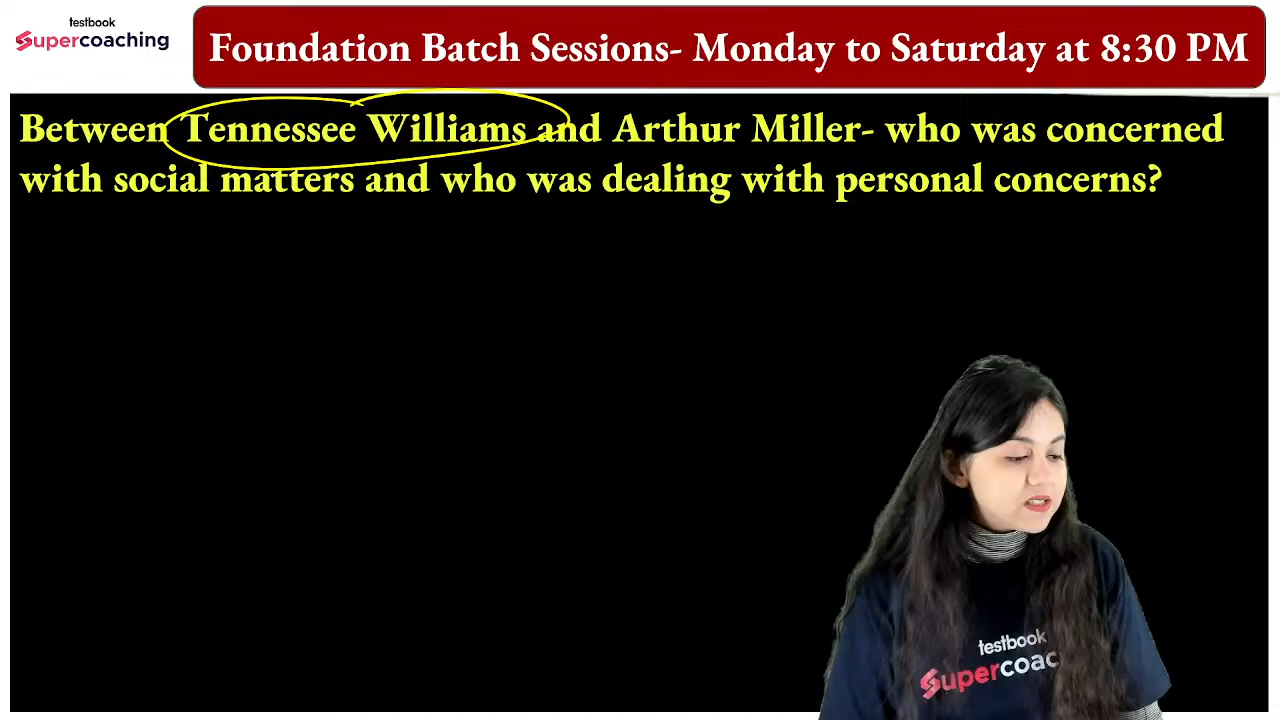 testbook
Supercoaching
Foundation Batch Sessions- Monday to Saturday at 8:30 PM
Between Tennessee Williams and Arthur Miller- who was concerned
with social matters and who was dealing with personal concerns?
testbook
Supercoac